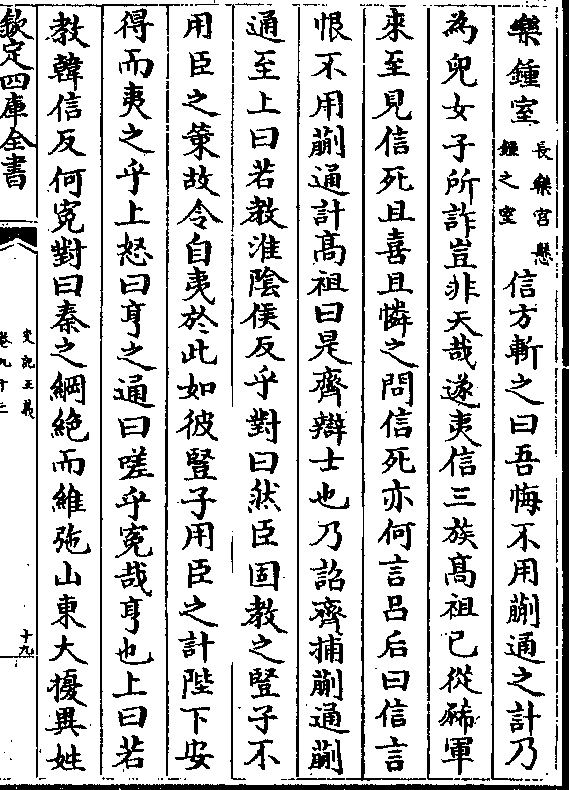 樂鍾室長樂宮懸鍾之室信方斬之曰吾悔不用蒯通之計乃
為兒女子所詐豈非天哉遂夷信三族髙祖已從豨軍
來至見信死且喜且憐之問信死亦何言吕后曰信言
恨不用蒯通計髙祖曰是齊辯士也乃詔齊捕蒯通蒯
通至上曰若教淮隂侯反乎對曰然臣固教之豎子不
用臣之策故令自夷於此如彼豎子用臣之計陛下安
得而夷之乎上怒曰亨之通曰嗟乎寃哉亨也上曰若
教韓信反何寃對曰秦之綱絶而維弛山東大擾異姓
欽定四庫全書
史記正義
卷九十二
十九